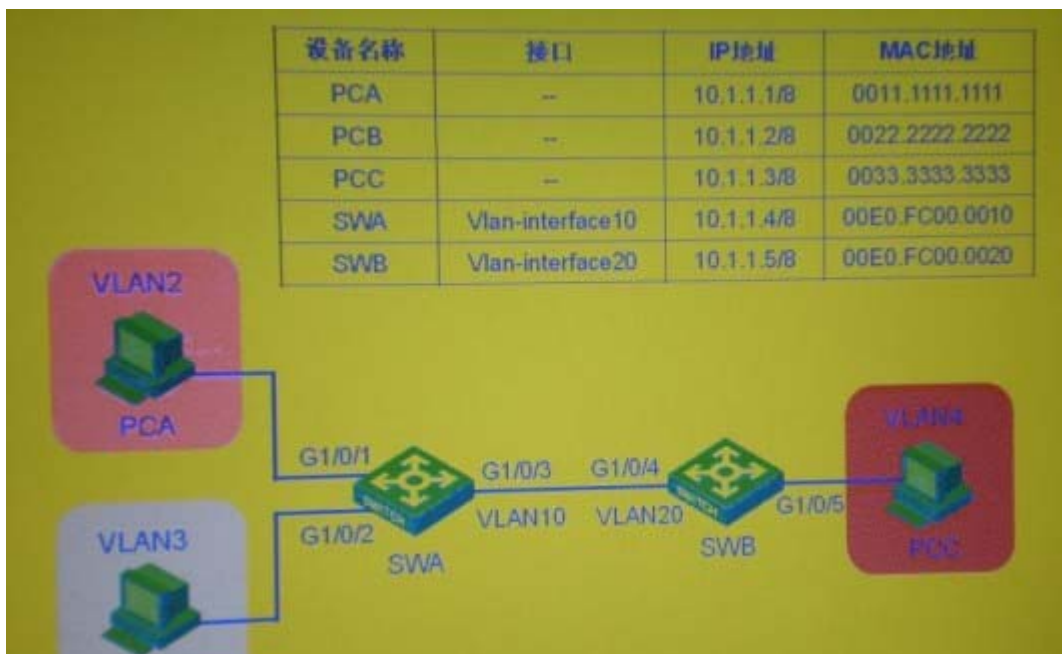 设备名称 接口 IP地址 MAC地址
PCA -- 10.1.1.1/8 0011.1111.1111
PCB -- 10.1.1.2/8 0022.2222.2222
PCC -- 10.1.1.3/8 0033.3333.3333
SWA Vlan-interface10 10.1.1.4/8 00E0.FC00.0010
SWB Vlan-interface20 10.1.1.5/8 00E0.FC00.0020
VLAN2
PCA
VLAN4
G1/0/1
G1/0/3 G1/0/4
SWITCH
VLAN10 VLAN20
G1/0/5
G1/0/2
SWA
SWB
PCC
VLAN3